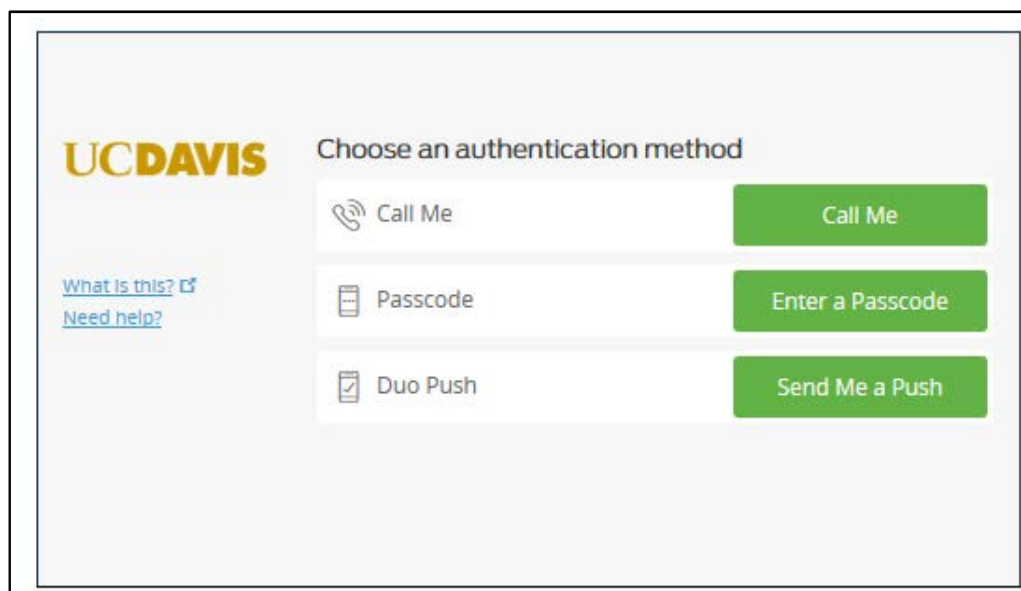 UCDAVIS
Choose an authentication method
Call Me
Call Me
What is this?
Need help?
Passcode
Enter a Passcode
Duo Push
Send Me a Push